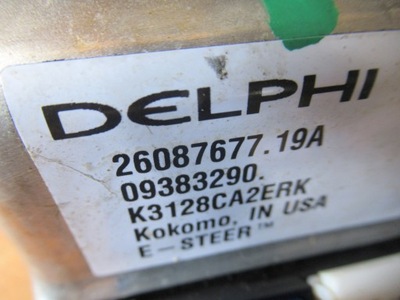 DELPHI
26087677.19A
09383290.
K3128CA2ERK
Kokomo, IN USA
E-STEER™